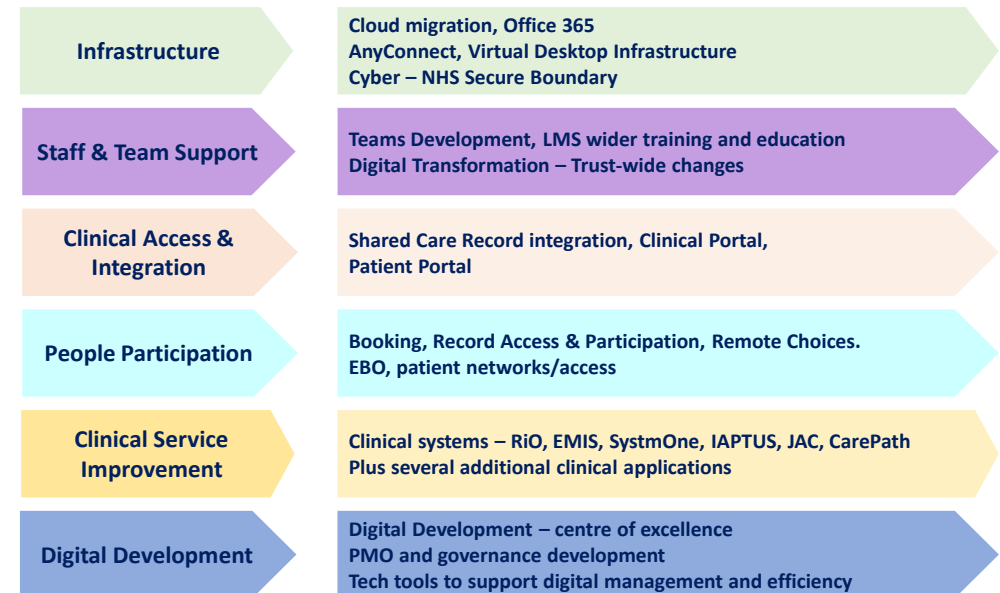 Infrastructure
Cloud migration, Office 365
AnyConnect, Virtual Desktop Infrastructure
Cyber – NHS Secure Boundary
Staff & Team Support
Teams Development, LMS wider training and education
Digital Transformation – Trust-wide changes
Clinical Access &
Integration
Shared Care Record integration, Clinical Portal,
Patient Portal
People Participation
Booking, Record Access & Participation, Remote Choices.
EBO, patient networks/access
Clinical Service
Improvement
Clinical systems – RiO, EMIS, SystmOne, IAPTUS, JAC, CarePath
Plus several additional clinical applications
Digital Development
Digital Development – centre of excellence
PMO and governance development
Tech tools to support digital management and efficiency